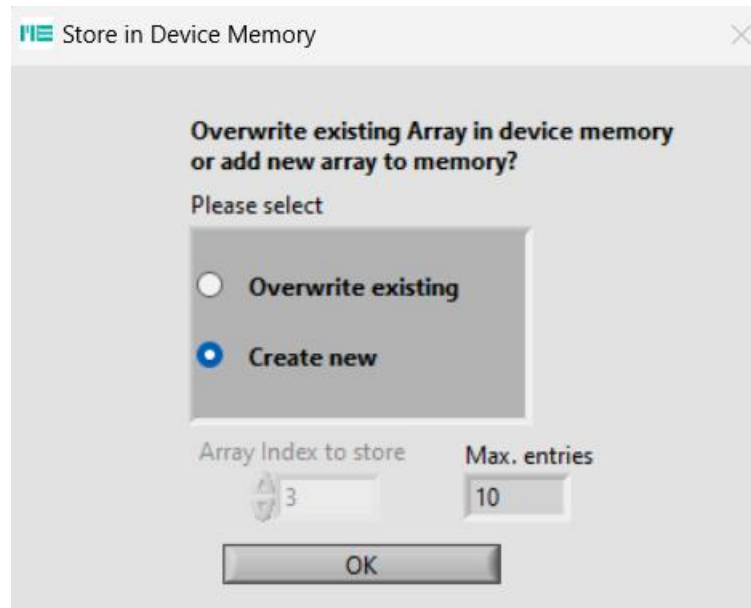 ME Store in Device Memory
Overwrite existing Array in device memory
or add new array to memory?
Please select
Overwrite existing
Create new
Array Index to store
Max. entries
3
10
OK